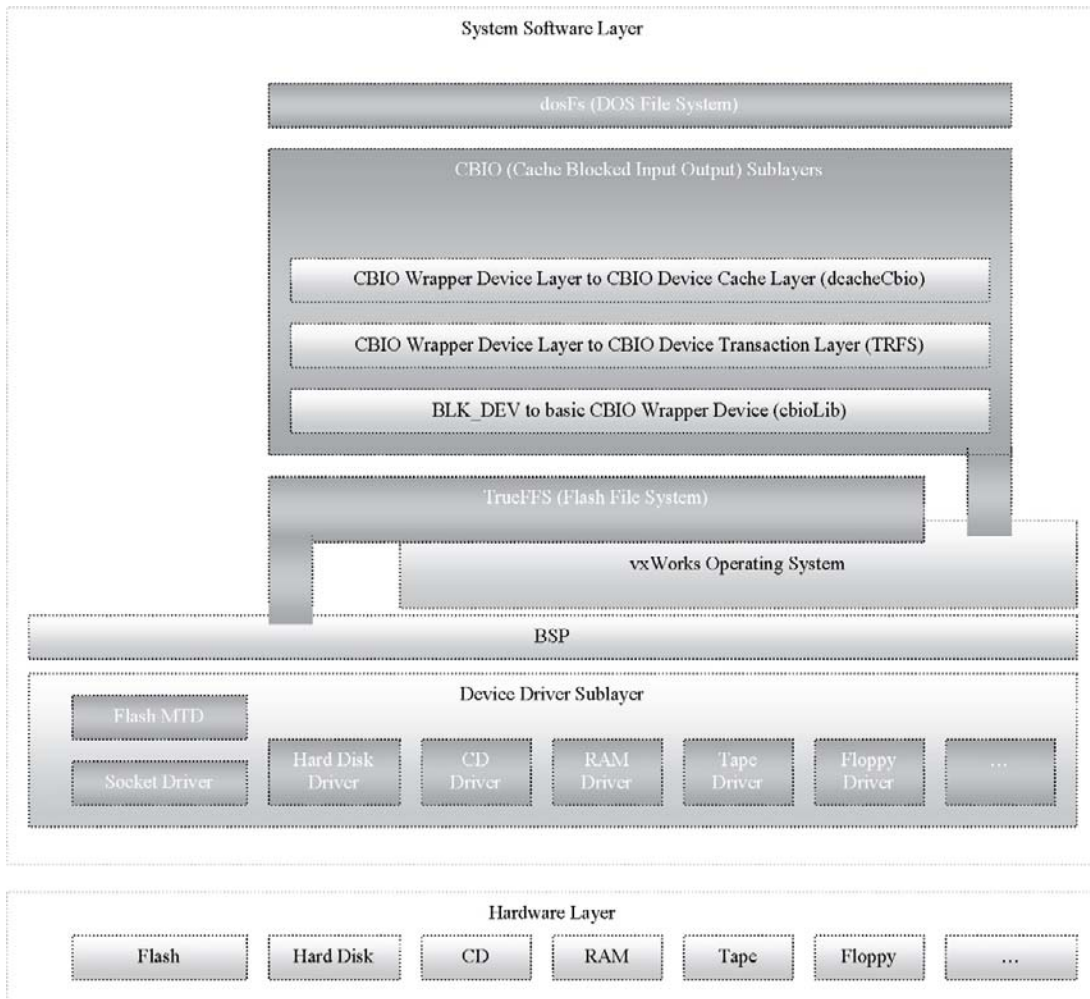 System Software Layer
dosFs (DOS File System)
CBIO (Cache Blocked Input Output) Sublayers
CBIO Wrapper Device Layer to CBIO Device Cache Layer (dcacheCbio)
CBIO Wrapper Device Layer to CBIO Device Transaction Layer (TRFS)
BLK_DEV to basic CBIO Wrapper Device (cbioLib)
TrueFFS (Flash File System)
vxWorks Operating System
BSP
Device Driver Sublayer
Flash MTD
Socket Driver
Hard Disk
Driver
CD
Driver
RAM
Driver
Tape
Driver
Floppy
Driver
...
Hardware Layer
Flash
Hard Disk
CD
RAM
Tape
Floppy
...